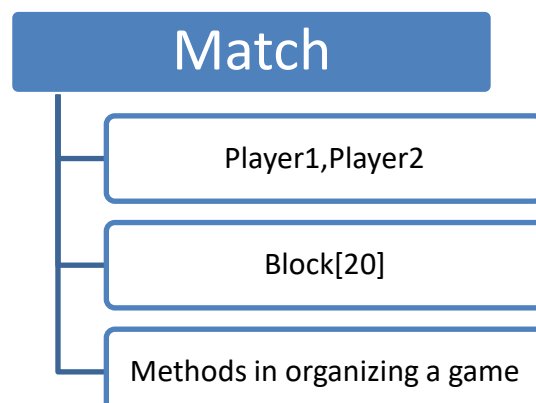 Match
Player1,Player2
Block[20]
Methods in organizing a game